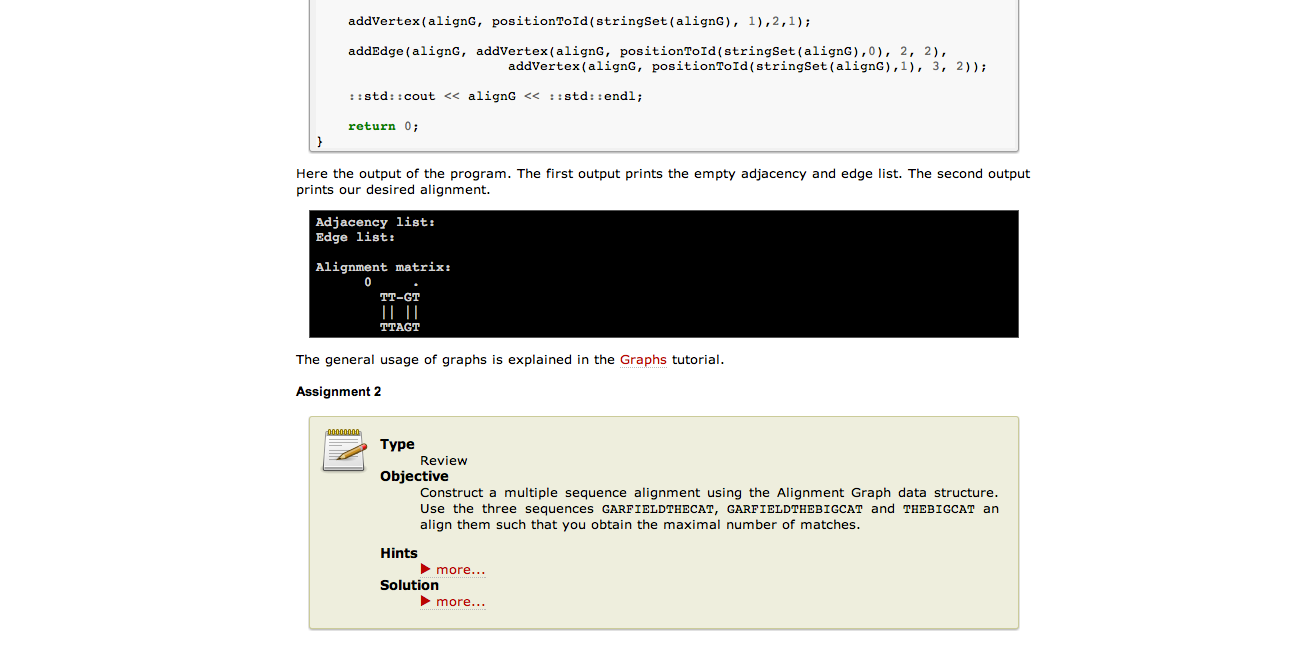 addVertex(alignG, positionToId(stringSet(alignG), 1),2,1);
addEdge(alignG, addVertex(alignG, positionToId(stringSet(alignG),0), 2, 2),
addVertex(alignG, positionToId(stringSet(alignG),1), 3, 2));
::std::cout << alignG << ::std::endl;
return 0;
}
Here the output of the program. The first output prints the empty adjacency and edge list. The second output
prints our desired alignment.
Adjacency list:
Edge list:
Alignment matrix:
0     .
TT-GT
|| ||
TTAGT
The general usage of graphs is explained in the Graphs tutorial.
Assignment 2
Type
Review
Objective
Construct a multiple sequence alignment using the Alignment Graph data structure.
Use the three sequences GARFIELDTHECAT, GARFIELDTHEBIGCAT and THEBIGCAT an
align them such that you obtain the maximal number of matches.
Hints
more...
Solution
more...